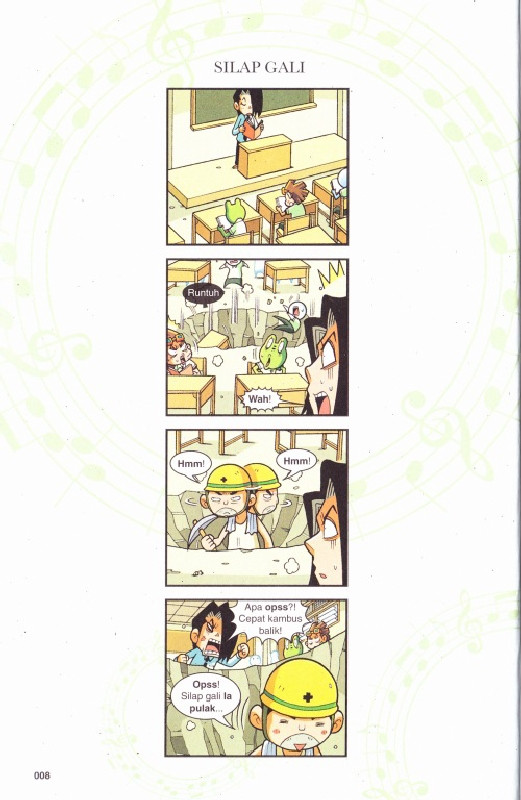 SILAP GALI
Runtuh
Wah!
Hmm!
Hmm!
Apa opss?!
Cepat kambus
balik!
Opss!
Silap gali la
pulak...
008